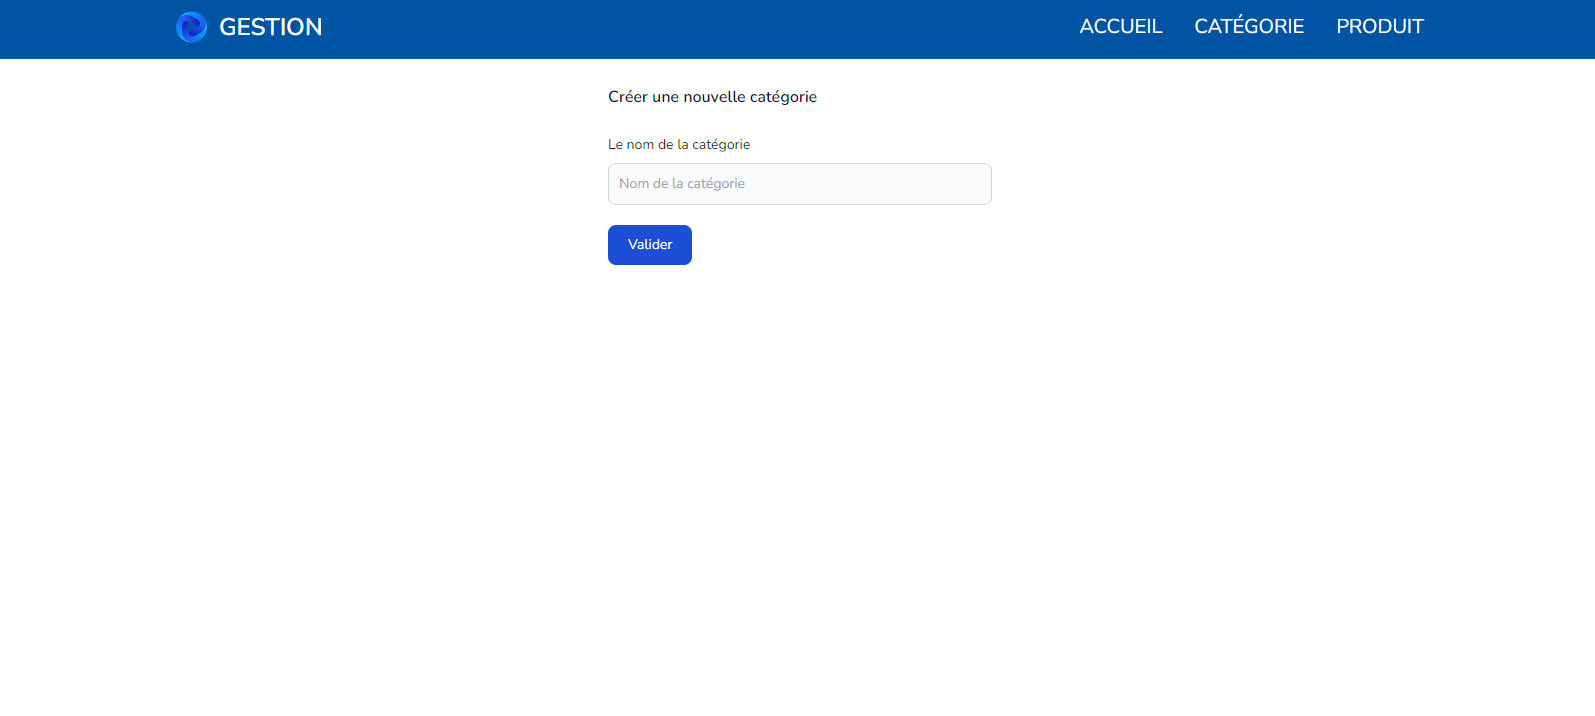 GESTION
ACCUEIL CATÉGORIE PRODUIT
Créer une nouvelle catégorie
Le nom de la catégorie
Nom de la catégorie
Valider